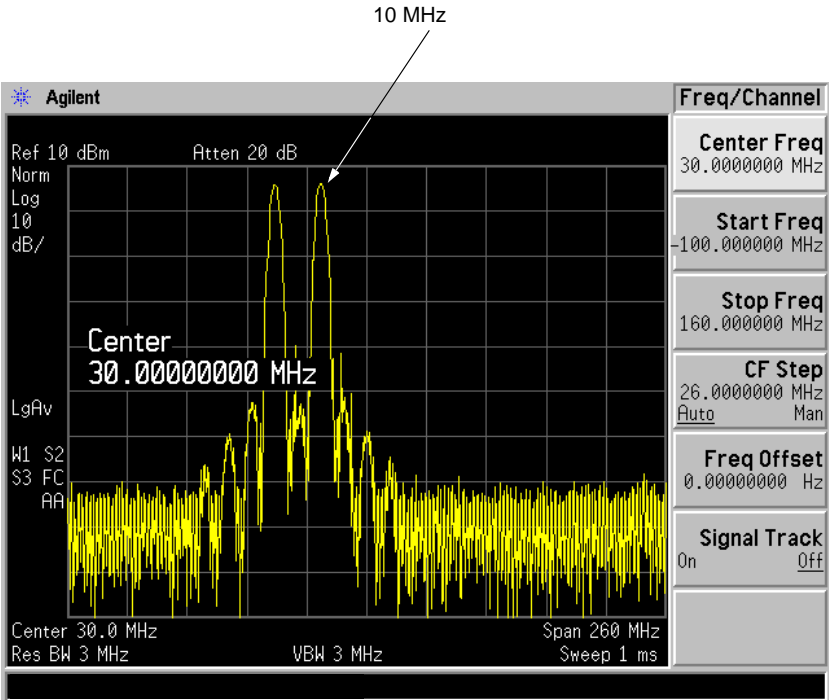 10 MHz
Agilent
Freq/Channel
Ref 10 dBm Atten 20 dB
Norm
Log
10
dB/
Center
30.00000000 MHz
LgAv
W1 S2
S3 FC
AA
Center 30.0 MHz Span 260 MHz
Res BW 3 MHz VBW 3 MHz Sweep 1 ms
Center Freq
30.0000000 MHz
Start Freq
-100.000000 MHz
Stop Freq
160.000000 MHz
CF Step
26.0000000 MHz
Auto Man
Freq Offset
0.00000000 Hz
Signal Track
On Off